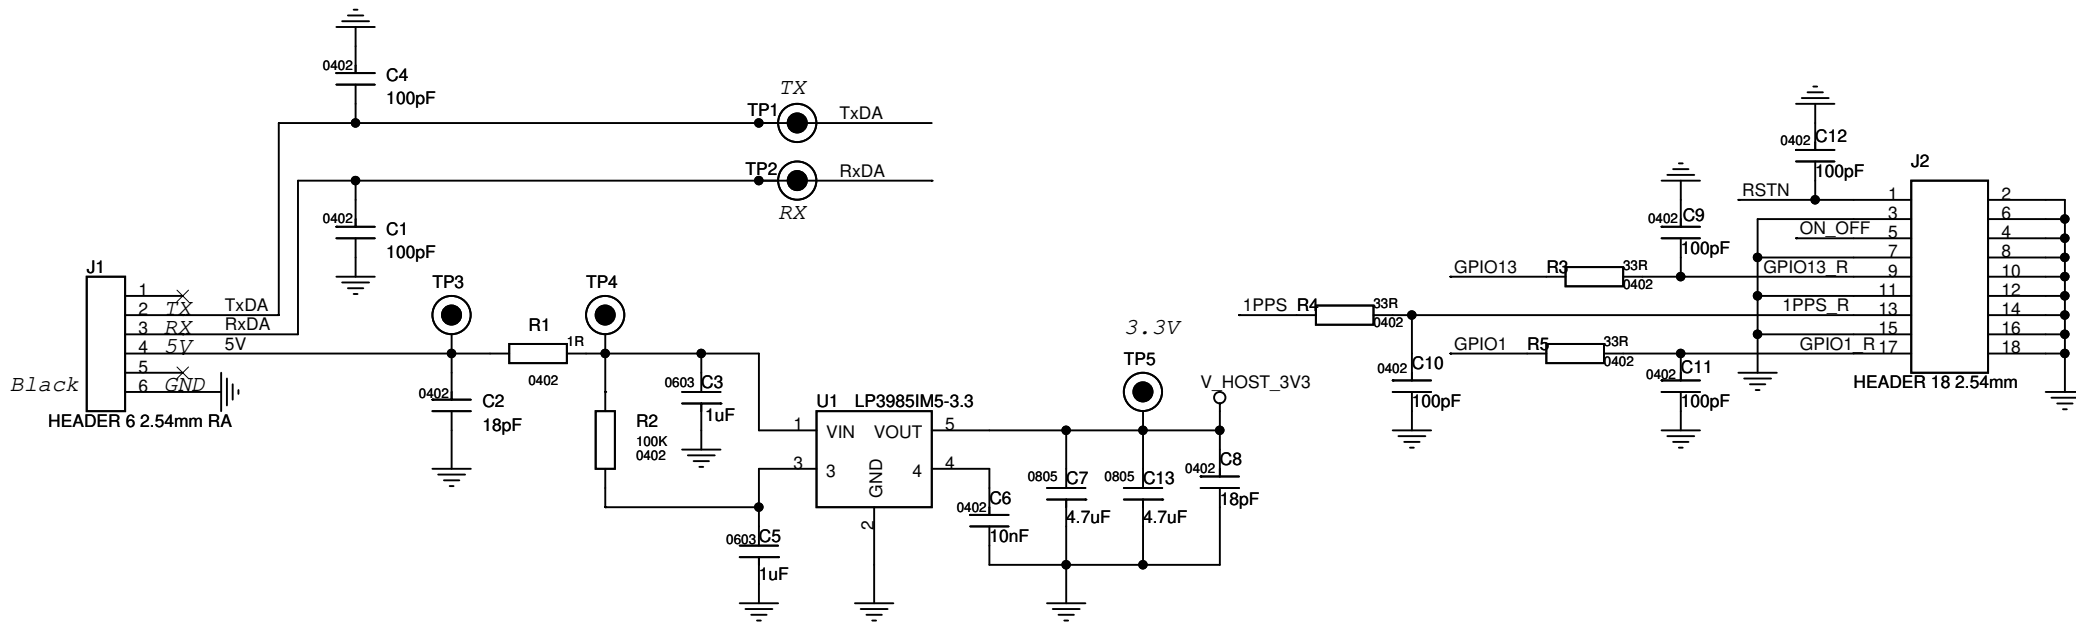 0402
C4
100pF
TX
TP1
TxDA
TP2
RxDA
RX
0402
C1
100pF
J1
1
2
TX
TxDA
3
RX
RxDA
4
5V
5V
5
Black
6
GND
HEADER 6 2.54mm RA
TP3
TP4
R1
1R
0402
0402
C2
18pF
0603
C3
1uF
R2
100K
0402
U1
LP3985IM5-3.3
1
VIN
VOUT
5
3
3
GND
4
4
2
0603
C5
1uF
0402
C6
10nF
3.3V
TP5
V_HOST_3V3
0805
C7
4.7uF
0805
C13
4.7uF
0402
C8
18pF
0402
C12
100pF
J2
RSTN
1
2
3
6
ON_OFF
5
4
7
8
GPIO13
R3
33R
0402
0402
C9
100pF
GPIO13_R
9
10
11
12
1PPS
R4
33R
0402
1PPS_R
13
14
15
16
GPIO1
R5
33R
0402
GPIO1_R
17
18
0402
C10
100pF
0402
C11
100pF
HEADER 18 2.54mm